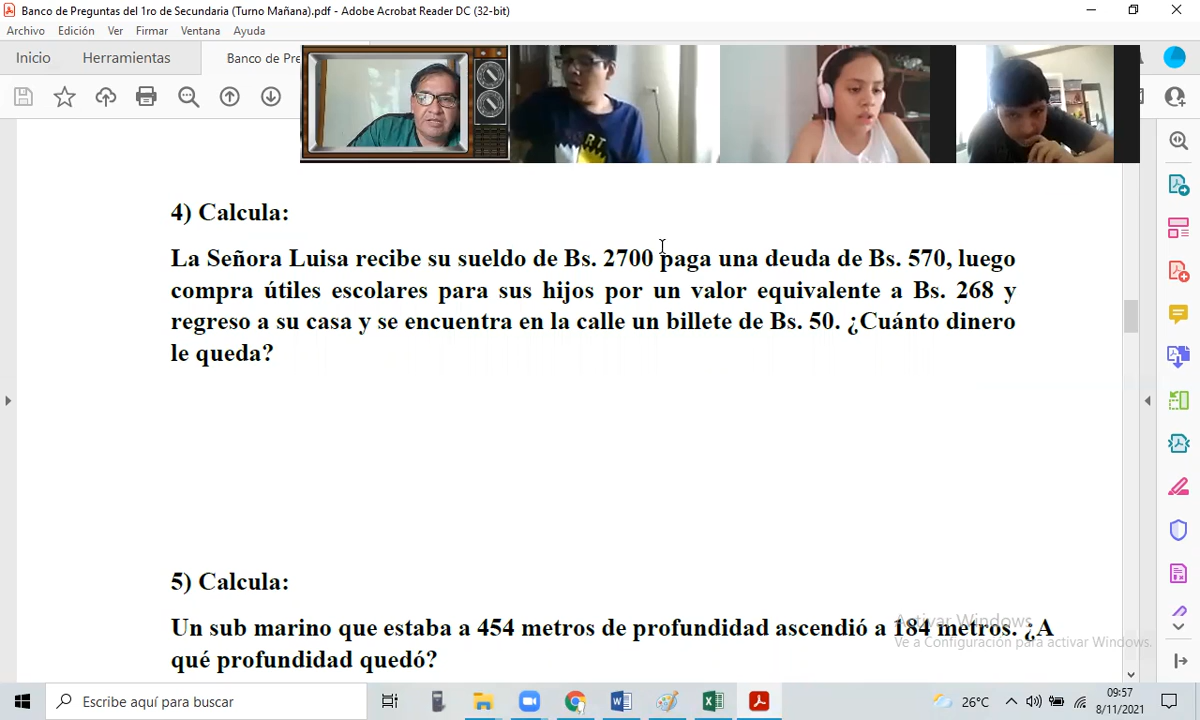 Banco de Preguntas del 1ro de Secundaria (Turno Mañana).pdf - Adobe Acrobat Reader DC (32-bit)
Archivo Edición Ver Firmar Ventana Ayuda
Inicio Herramientas Banco de Pre
4) Calcula:
La Señora Luisa recibe su sueldo de Bs. 2700 paga una deuda de Bs. 570, luego
compra útiles escolares para sus hijos por un valor equivalente a Bs. 268 y
regreso a su casa y se encuentra en la calle un billete de Bs. 50. ¿Cuánto dinero
le queda?
5) Calcula:
Un sub marino que estaba a 454 metros de profundidad ascendió a 184 metros. ¿A
qué profundidad quedó?
Activar Windows
Ve a Configuración para activar Windows.
Escribe aquí para buscar
26°C
09:57
8/11/2021